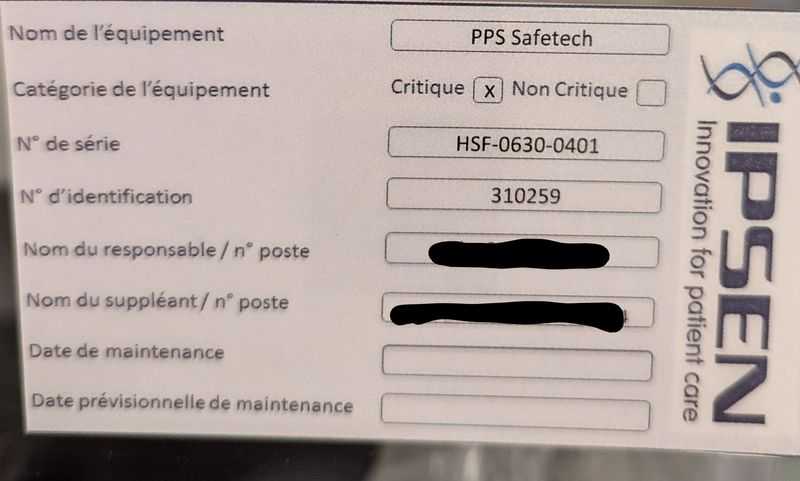 Nom de l'équipement PPS Safetech
Catégorie de l'équipement Critique x Non Critique
N° de série HSF-0630-0401
N° d'identification 310259
Nom du responsable / n° poste
Nom du suppléant / n° poste
Date de maintenance
Date prévisionnelle de maintenance
IPSEN
Innovation for patient care